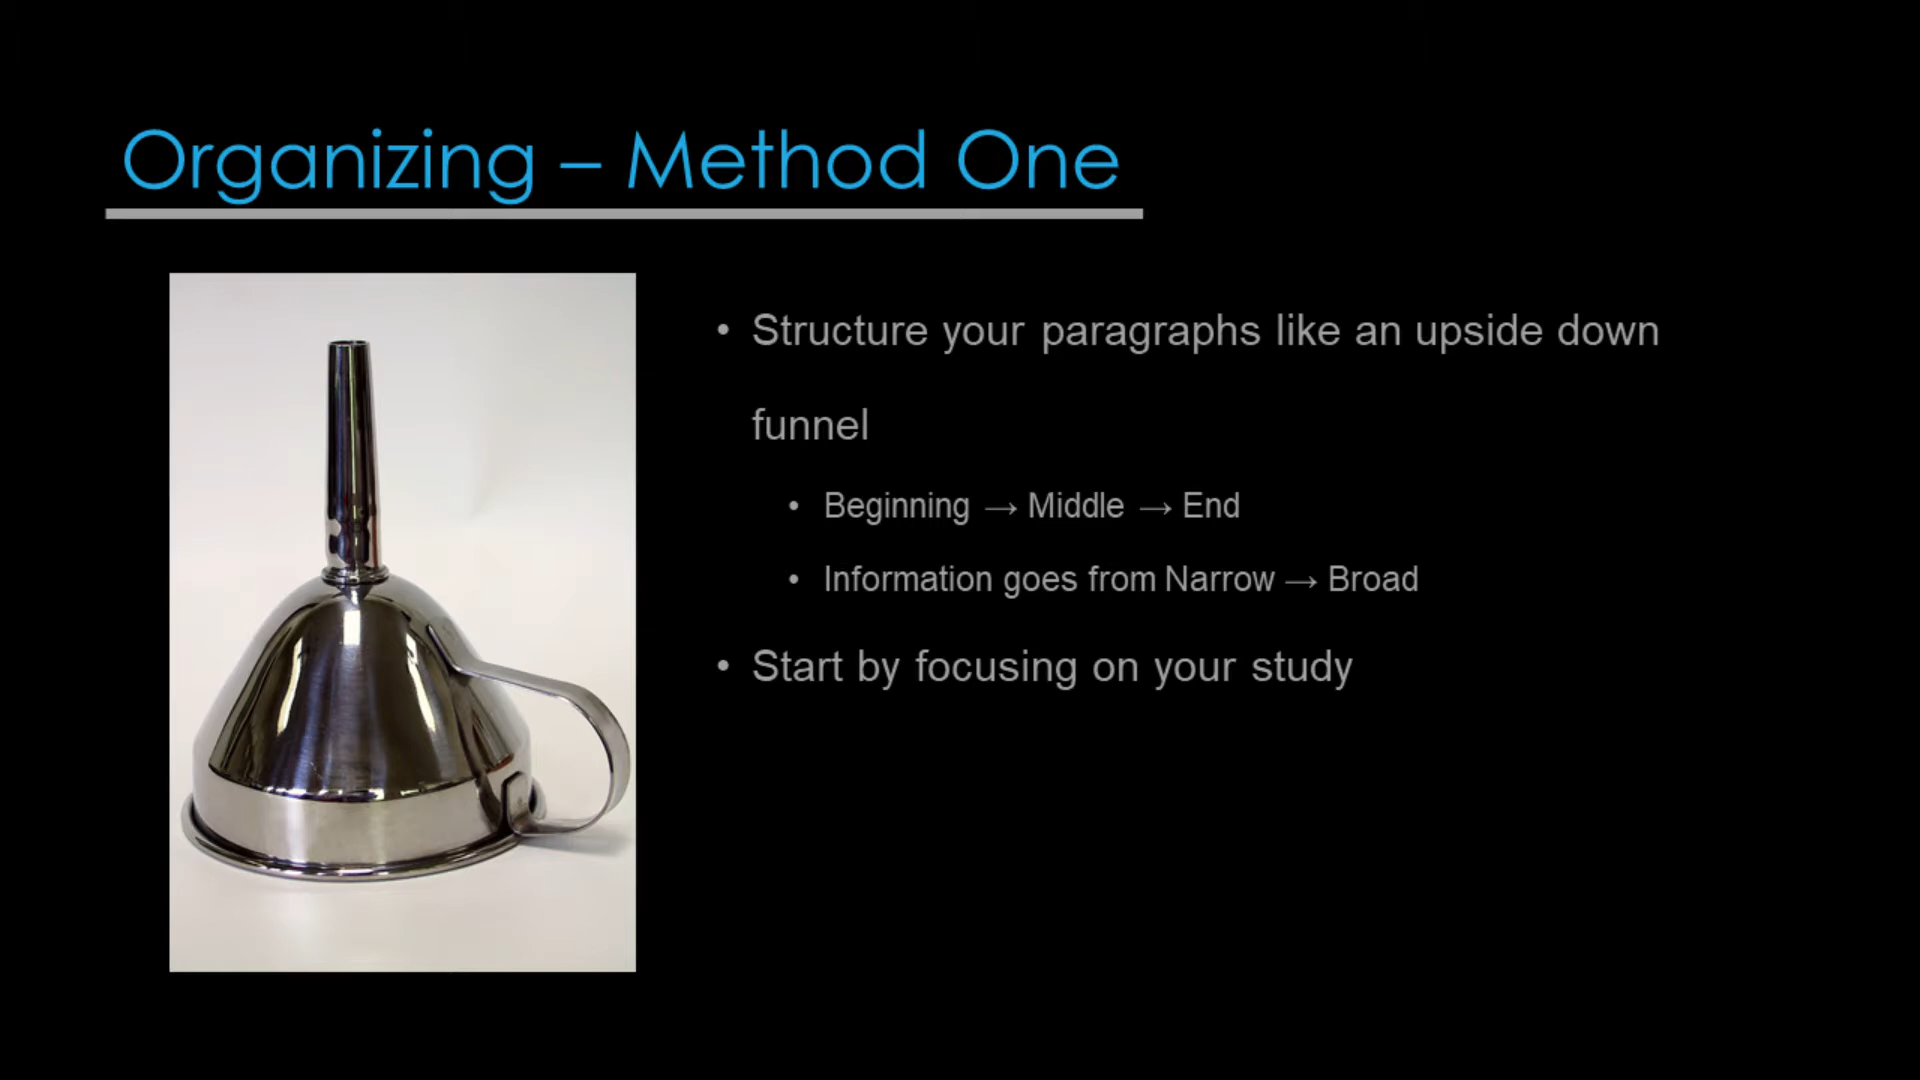 Organizing – Method One
• Structure your paragraphs like an upside down
funnel
• Beginning → Middle → End
• Information goes from Narrow → Broad
• Start by focusing on your study